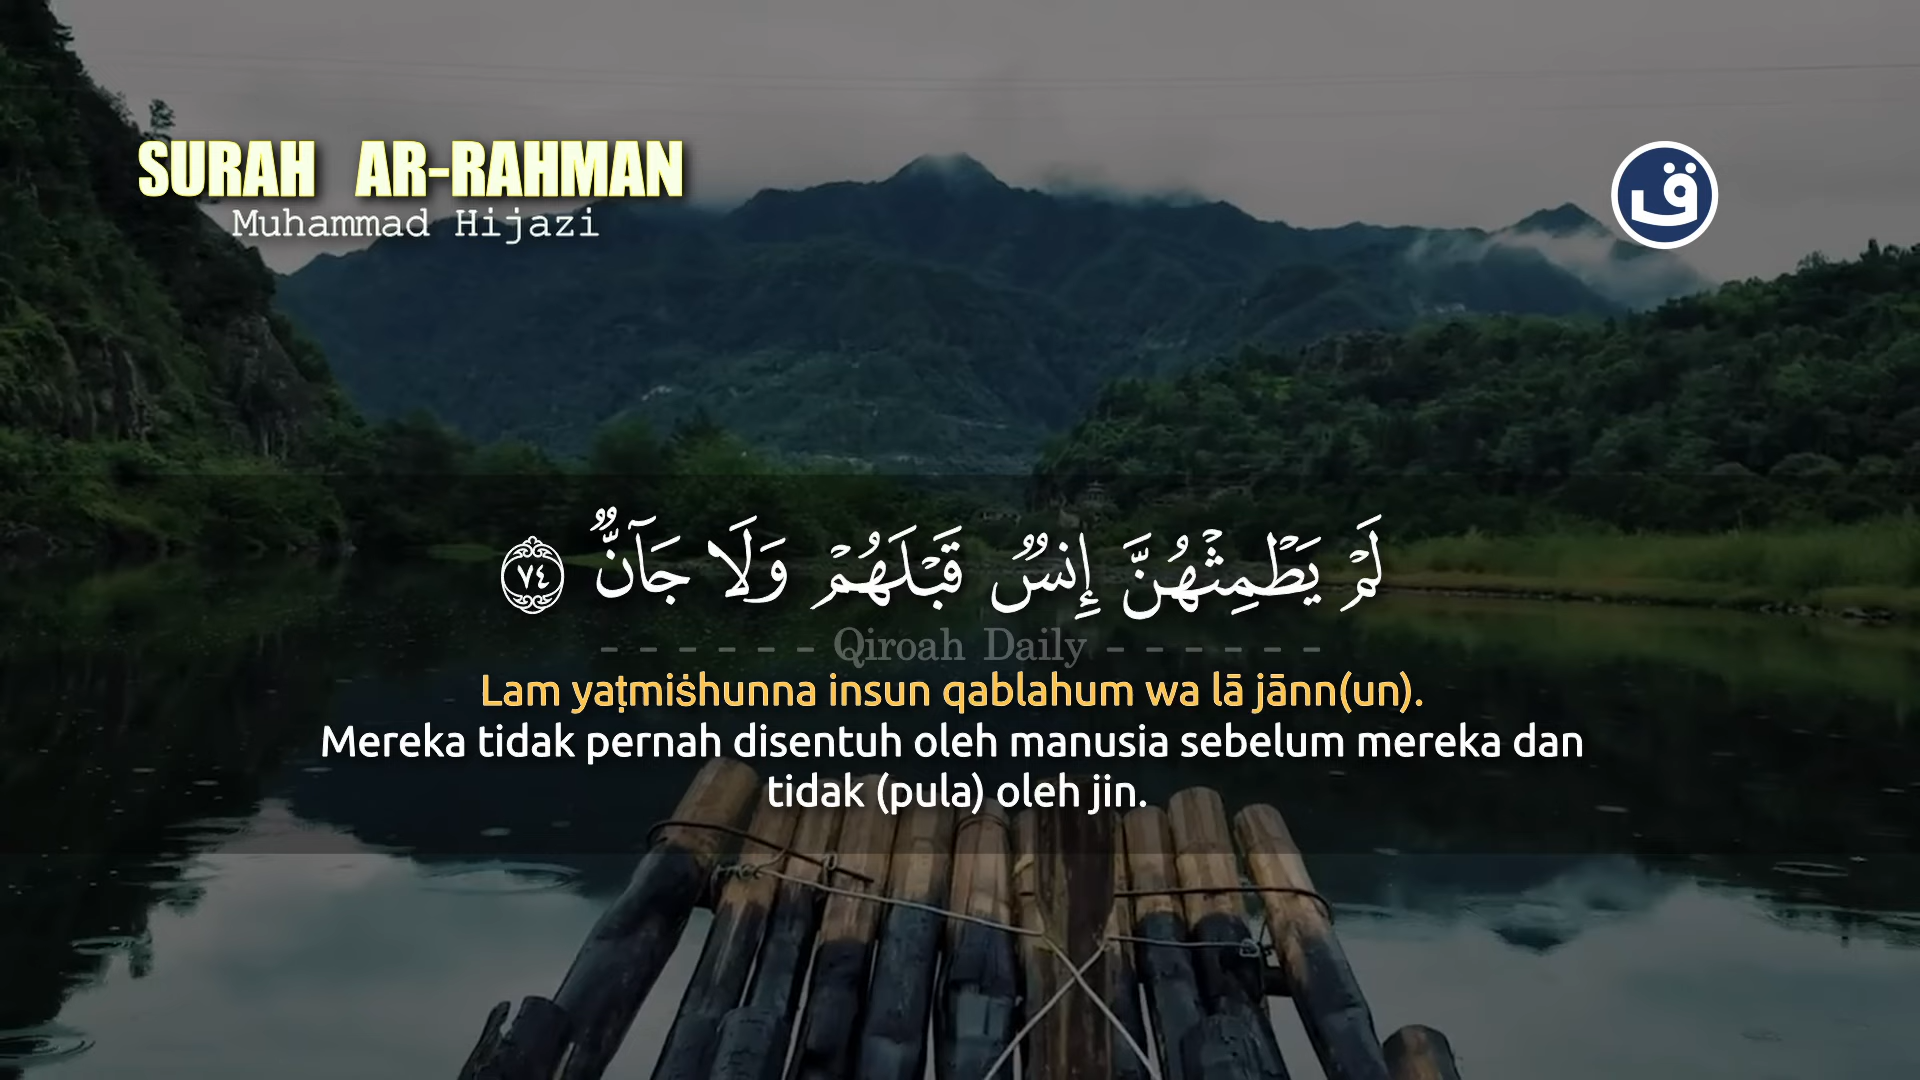 SURAH AR-RAHMAN
Muhammad Hijazi
ق
لَمْ يَطْمِثْهُنَّ إِنسٌ قَبْلَهُمْ وَلَا جَآنٌّ ٧٤
- - - - - - Qiroah Daily - - - - - -
Lam yaṭmiṡhunna insun qablahum wa lā jānn(un).
Mereka tidak pernah disentuh oleh manusia sebelum mereka dan
tidak (pula) oleh jin.